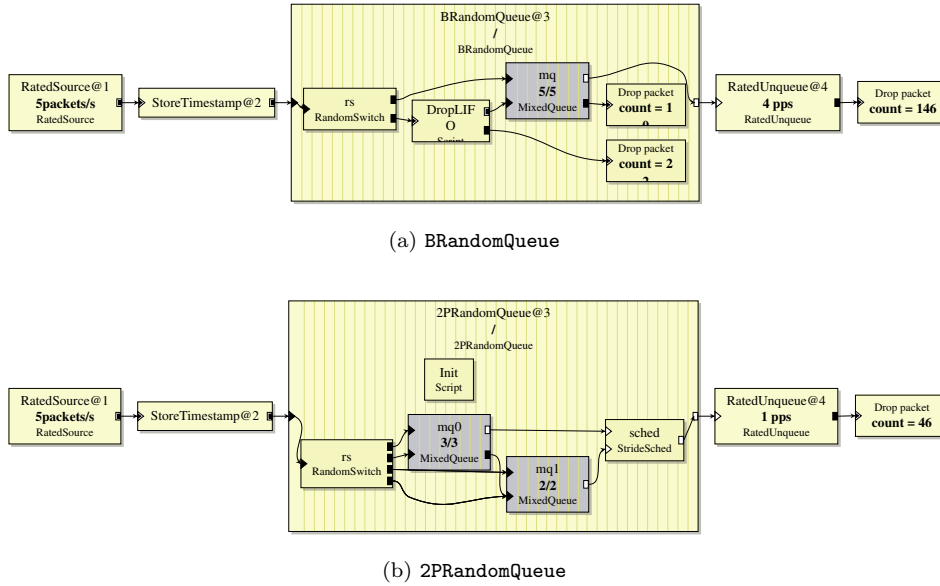 BRandomQueue@3
/
BRandomQueue
RatedSource@1
5packets/s
RatedSource
StoreTimestamp@2
rs
RandomSwitch
DropLIF
O
Script
mq
5/5
MixedQueue
Drop packet
count = 1
Drop packet
count = 2
RatedUnqueue@4
4 pps
RatedUnqueue
Drop packet
count = 146
(a) BRandomQueue
2PRandomQueue@3
/
2PRandomQueue
Init
Script
RatedSource@1
5packets/s
RatedSource
StoreTimestamp@2
rs
RandomSwitch
mq0
3/3
MixedQueue
mq1
2/2
MixedQueue
sched
StrideSched
RatedUnqueue@4
1 pps
RatedUnqueue
Drop packet
count = 46
(b) 2PRandomQueue